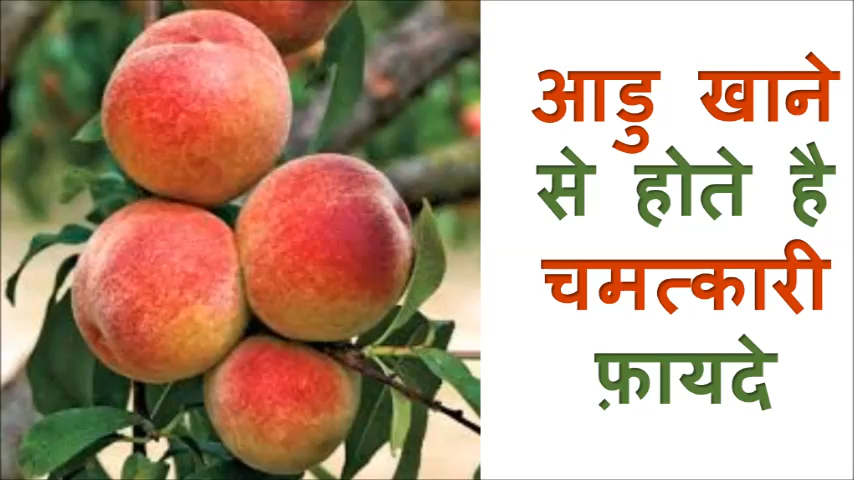 आडु खाने
से होते है
चमत्कारी
फ़ायदे